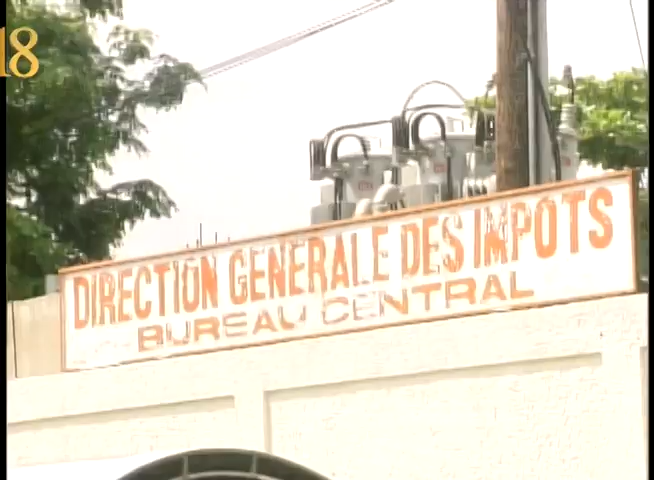 18
DIRECTION GENERALE DES IMPOTS
BUREAU CENTRAL